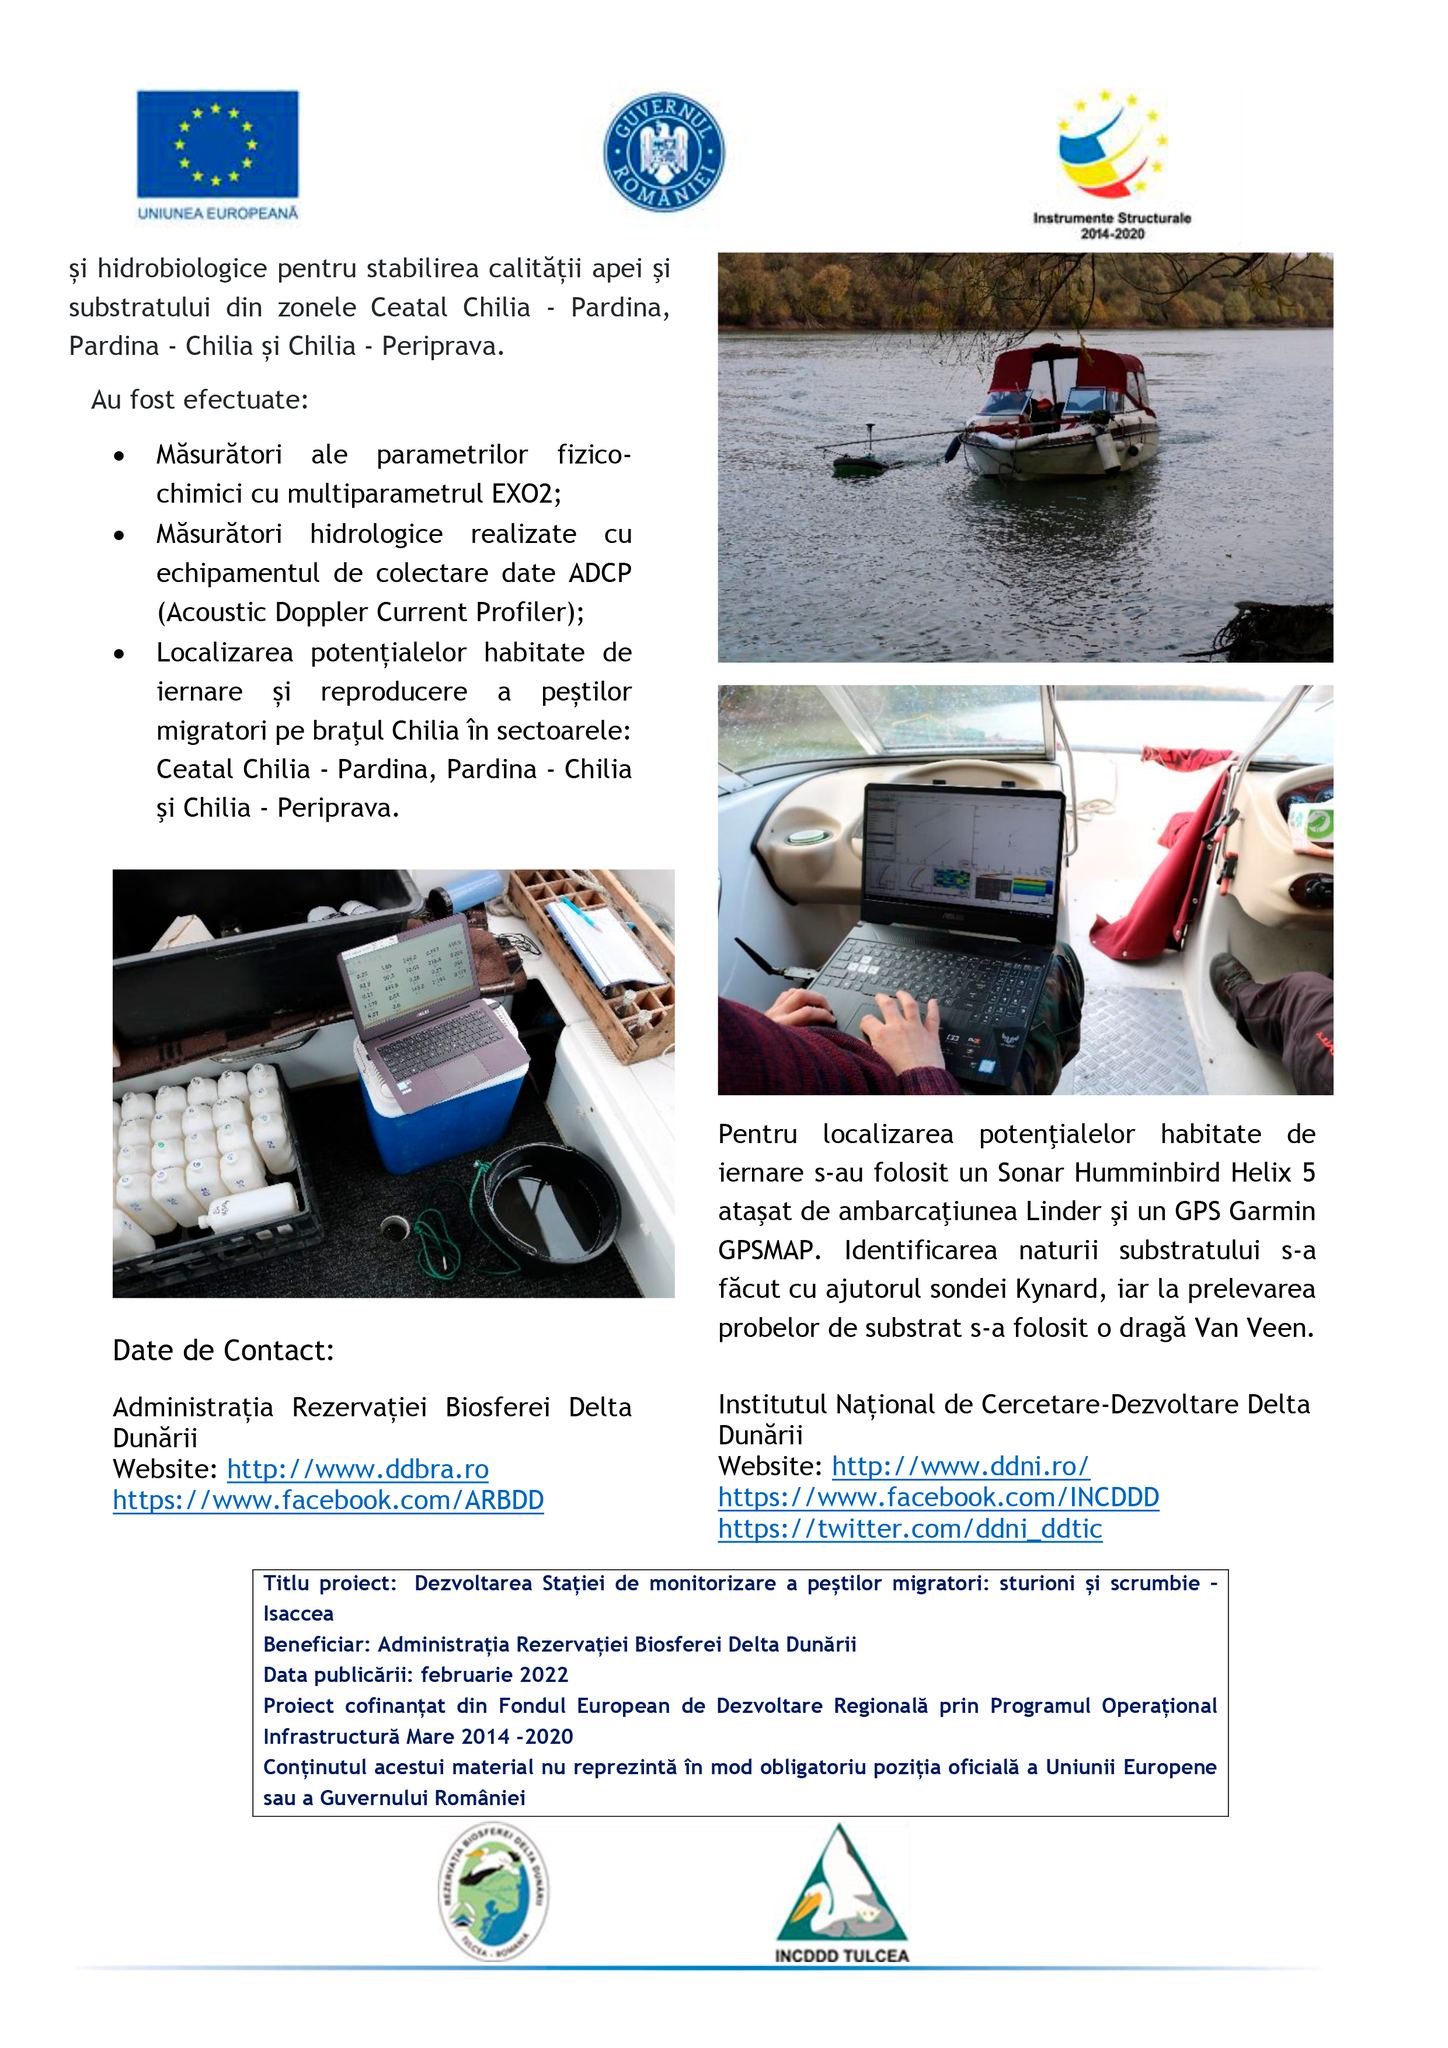 UNIUNEA EUROPEANĂ
GUVERNUL ROMÂNIEI
Instrumente Structurale
2014-2020
și hidrobiologice pentru stabilirea calității apei şi
substratului din zonele Ceatal Chilia - Pardina,
Pardina - Chilia și Chilia - Periprava.
Au fost efectuate:
• Măsurători ale parametrilor fizico-
chimici cu multiparametrul EXO2;
• Măsurători hidrologice realizate cu
echipamentul de colectare date ADCP
(Acoustic Doppler Current Profiler);
• Localizarea potențialelor habitate de
iernare și reproducere a peștilor
migratori pe braţul Chilia în sectoarele:
Ceatal Chilia - Pardina, Pardina - Chilia
şi Chilia - Periprava.
Date de Contact:
Administrația Rezervației Biosferei Delta
Dunării
Website: http://www.ddbra.ro
https://www.facebook.com/ARBDD
ASUS
Pentru localizarea potenţialelor habitate de
iernare s-au folosit un Sonar Humminbird Helix 5
ataşat de ambarcaţiunea Linder şi un GPS Garmin
GPSMAP. Identificarea naturii substratului s-a
făcut cu ajutorul sondei Kynard, iar la prelevarea
probelor de substrat s-a folosit o dragă Van Veen.
Institutul Național de Cercetare-Dezvoltare Delta
Dunării
Website: http://www.ddni.ro/
https://www.facebook.com/INCDDD
https://twitter.com/ddni_ddtic
Titlu proiect: Dezvoltarea Stației de monitorizare a peștilor migratori: sturioni și scrumbie –
Isaccea
Beneficiar: Administrația Rezervației Biosferei Delta Dunării
Data publicării: februarie 2022
Proiect cofinanțat din Fondul European de Dezvoltare Regională prin Programul Operațional
Infrastructură Mare 2014 -2020
Conținutul acestui material nu reprezintă în mod obligatoriu poziția oficială a Uniunii Europene
sau a Guvernului României
REZERVAȚIA BIOSFEREI DELTA DUNĂRII
TULCEA - ROMANIA
INCDDD TULCEA